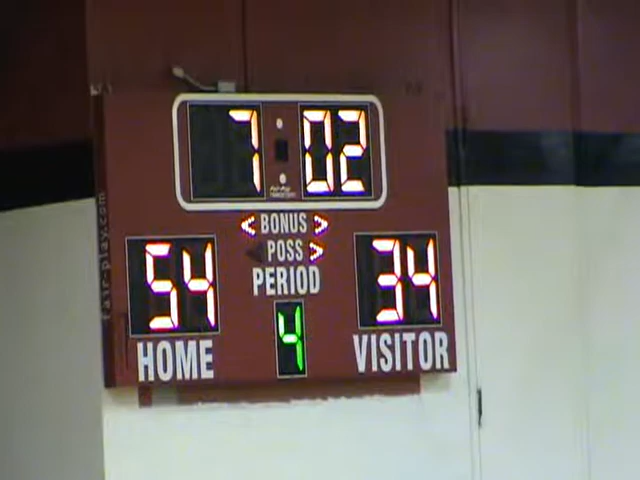 7:02
< BONUS >
POSS >
PERIOD
54 4 34
HOME VISITOR
fair-play.com